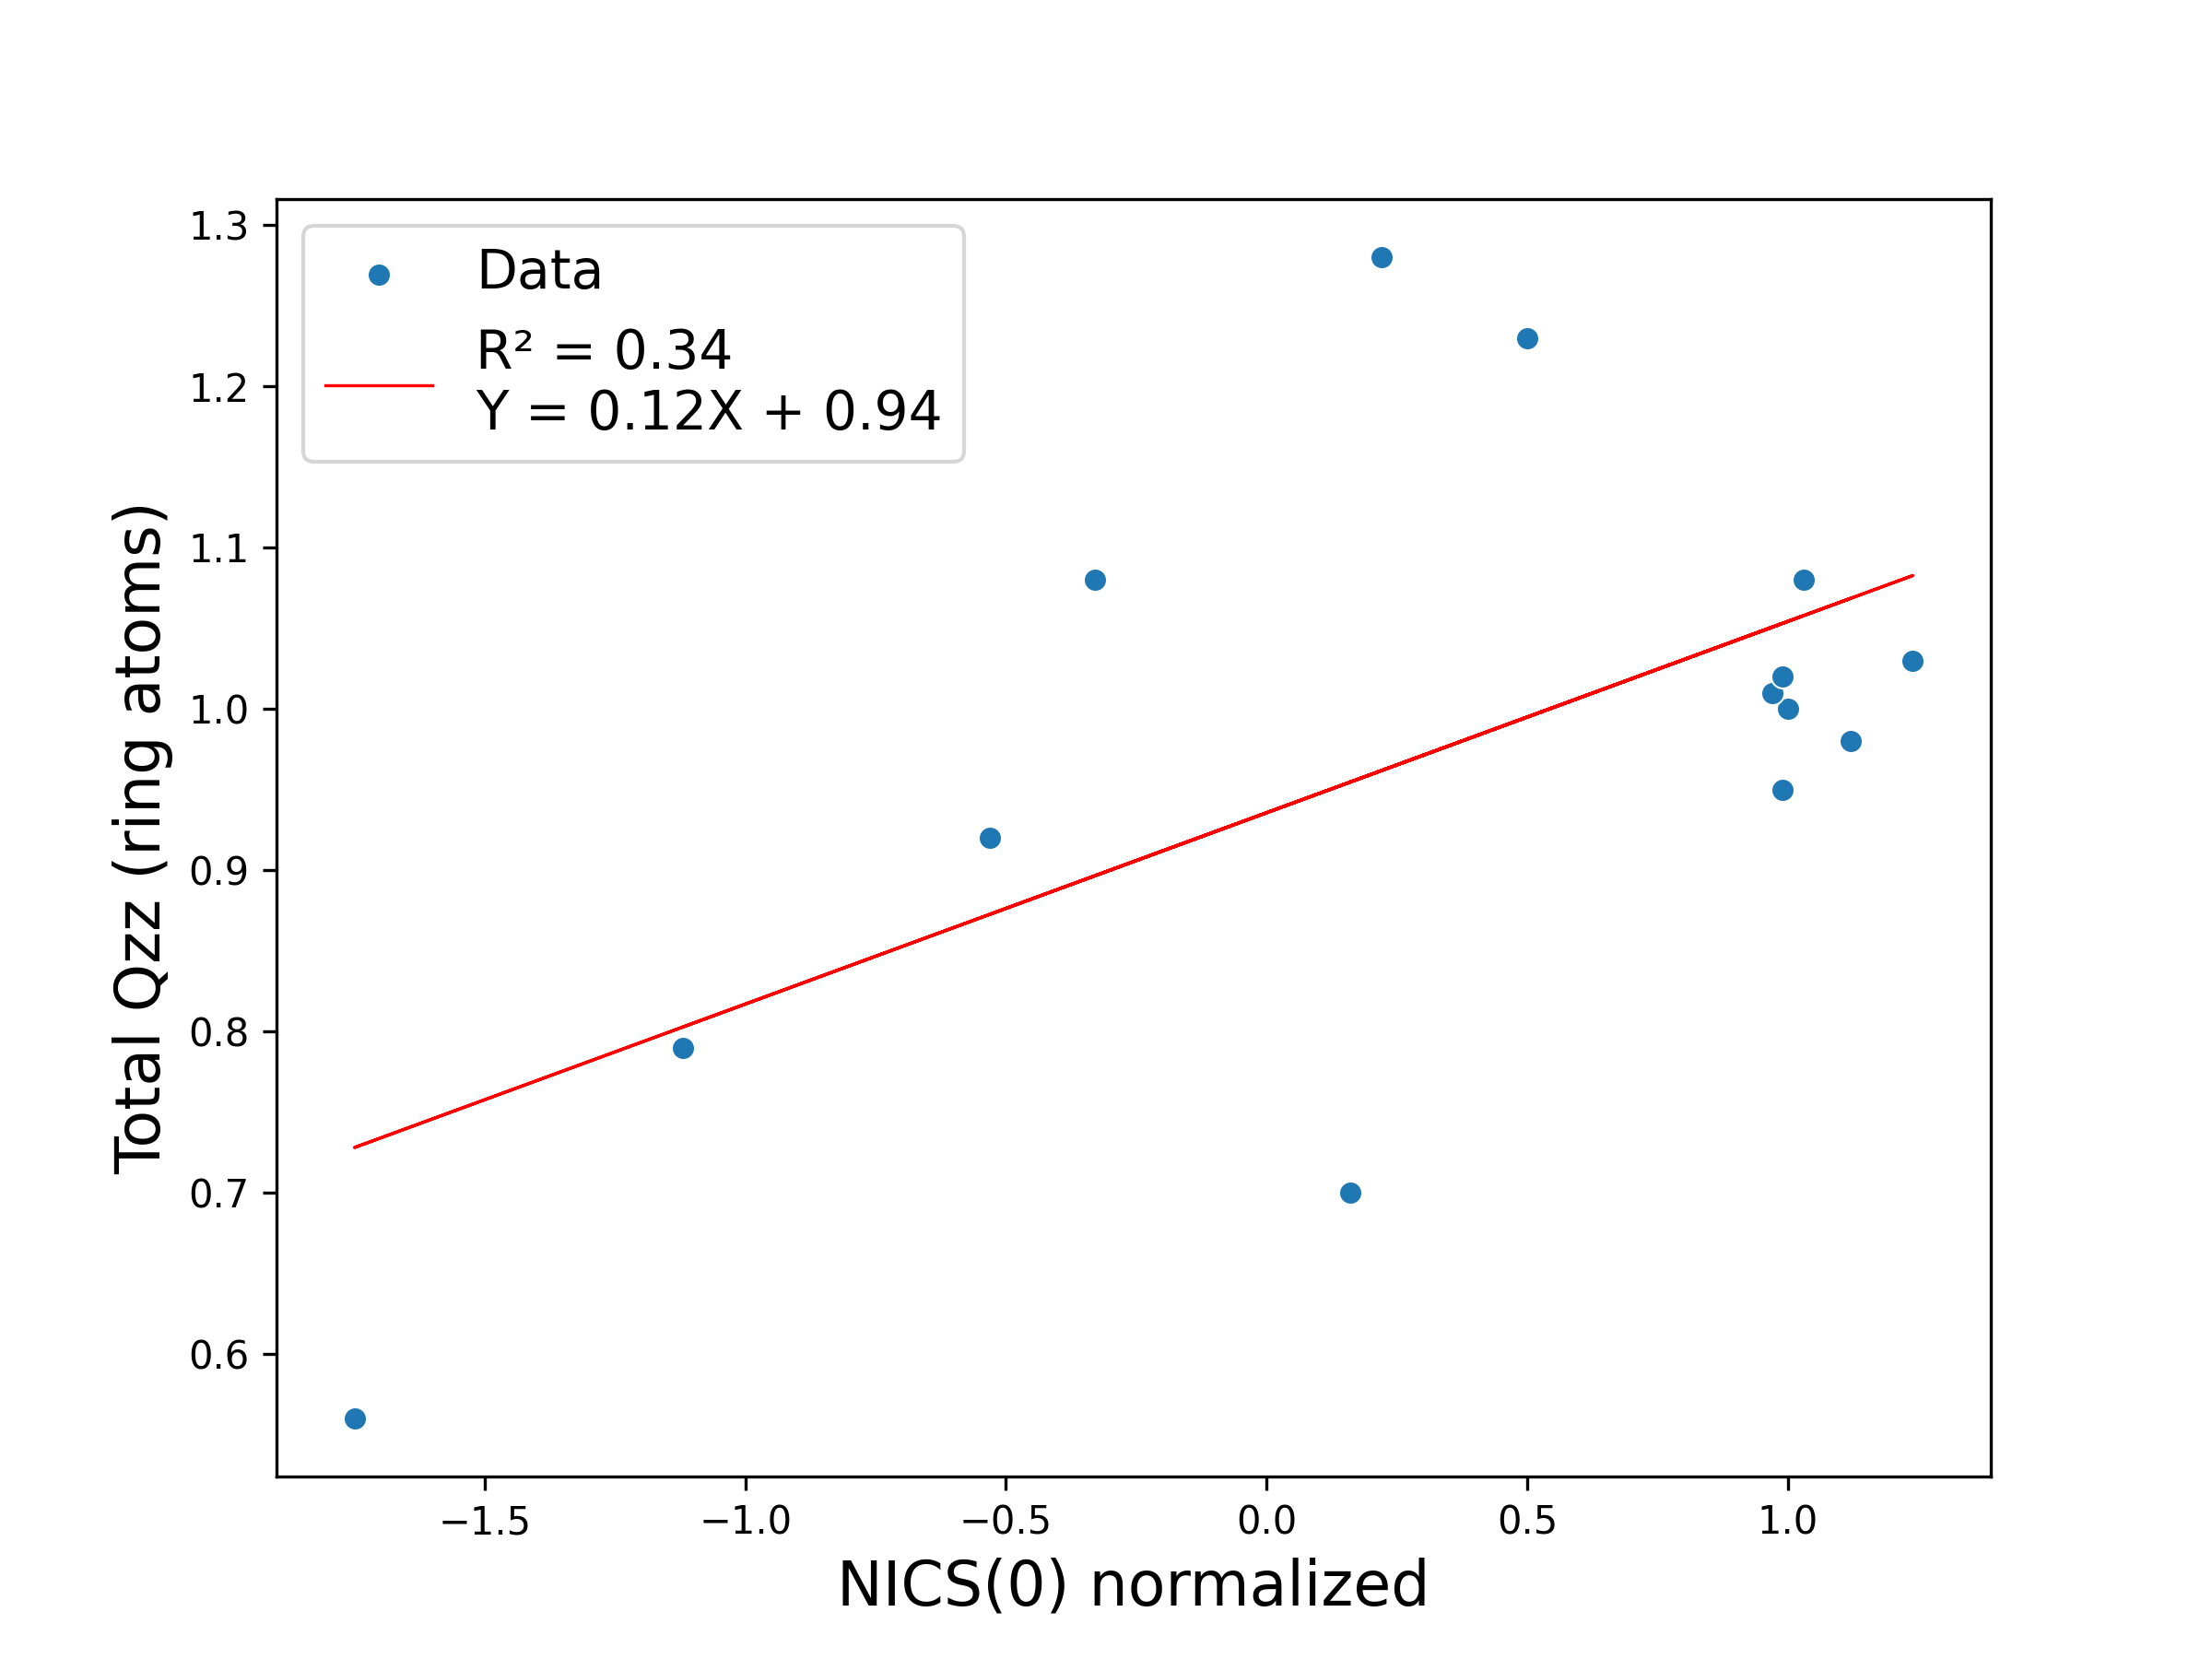 Data
R² = 0.34
Y = 0.12X + 0.94
1.3
1.2
1.1
1.0
0.9
0.8
0.7
0.6
Total Qzz (ring atoms)
−1.5
−1.0
−0.5
0.0
0.5
1.0
NICS(0) normalized